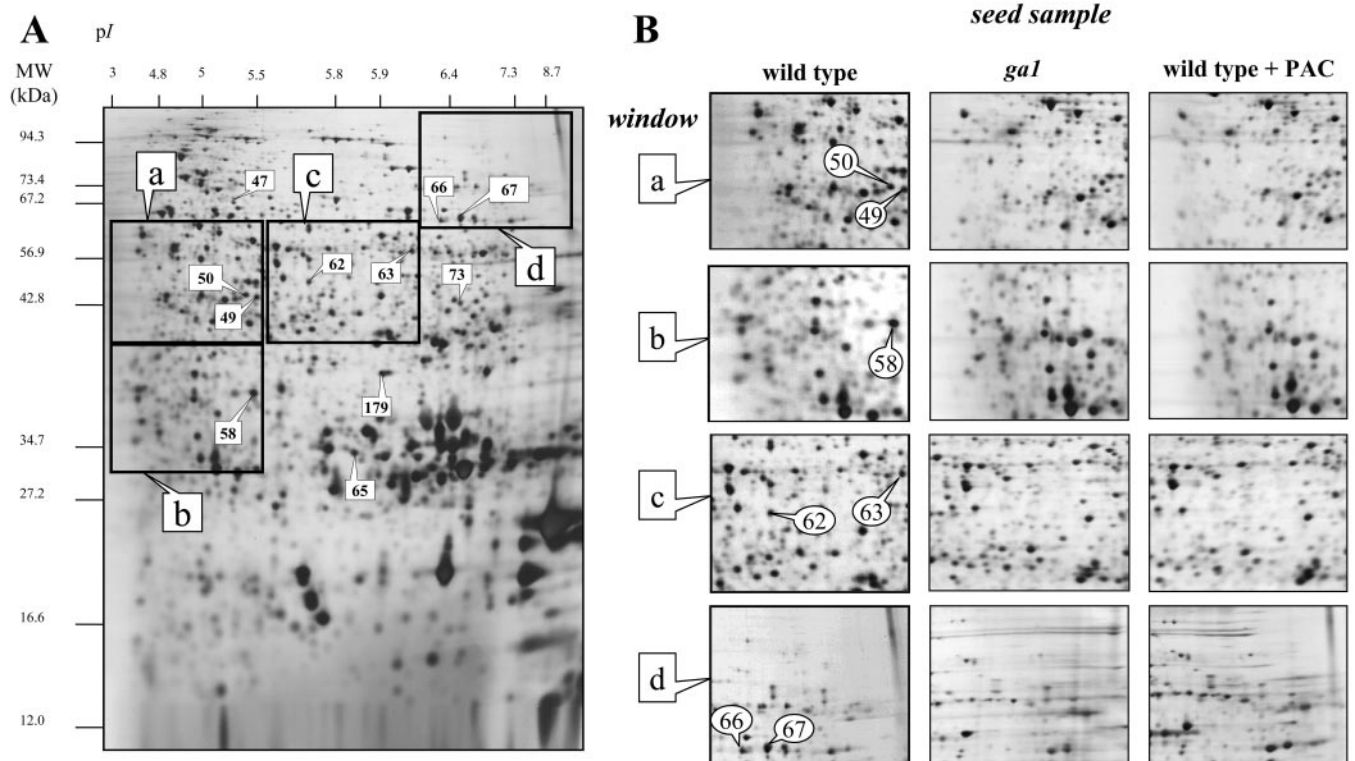 A
pI
MW
(kDa)
3 4.8 5 5.5 5.8 5.9 6.4 7.3 8.7
94.3
73.4
67.2
56.9
42.8
34.7
27.2
16.6
12.0
a
c
47
66
67
d
50
49
62
63
73
58
179
65
b
B
seed sample
wild type ga1 wild type + PAC
window
a
50
49
b
58
c
62
63
d
66
67